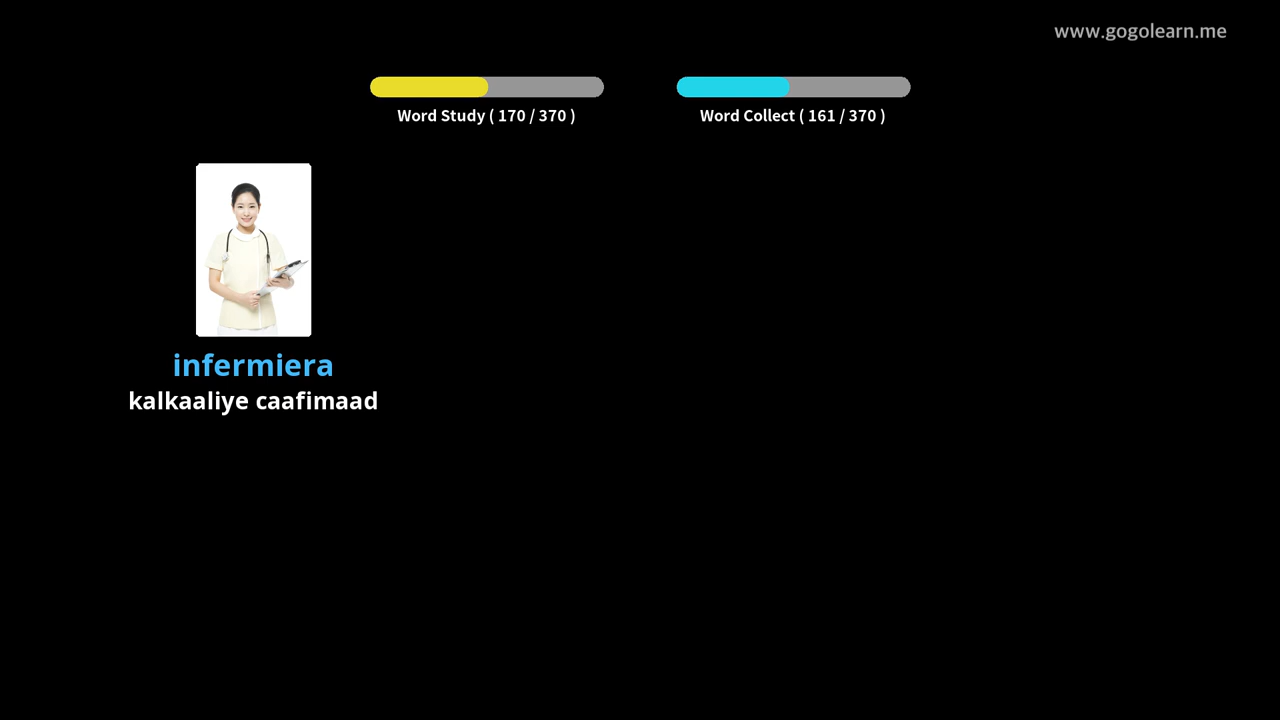 www.gogolearn.me
Word Study ( 170 / 370 )
Word Collect ( 161 / 370 )
infermiera
kalkaaliye caafimaad